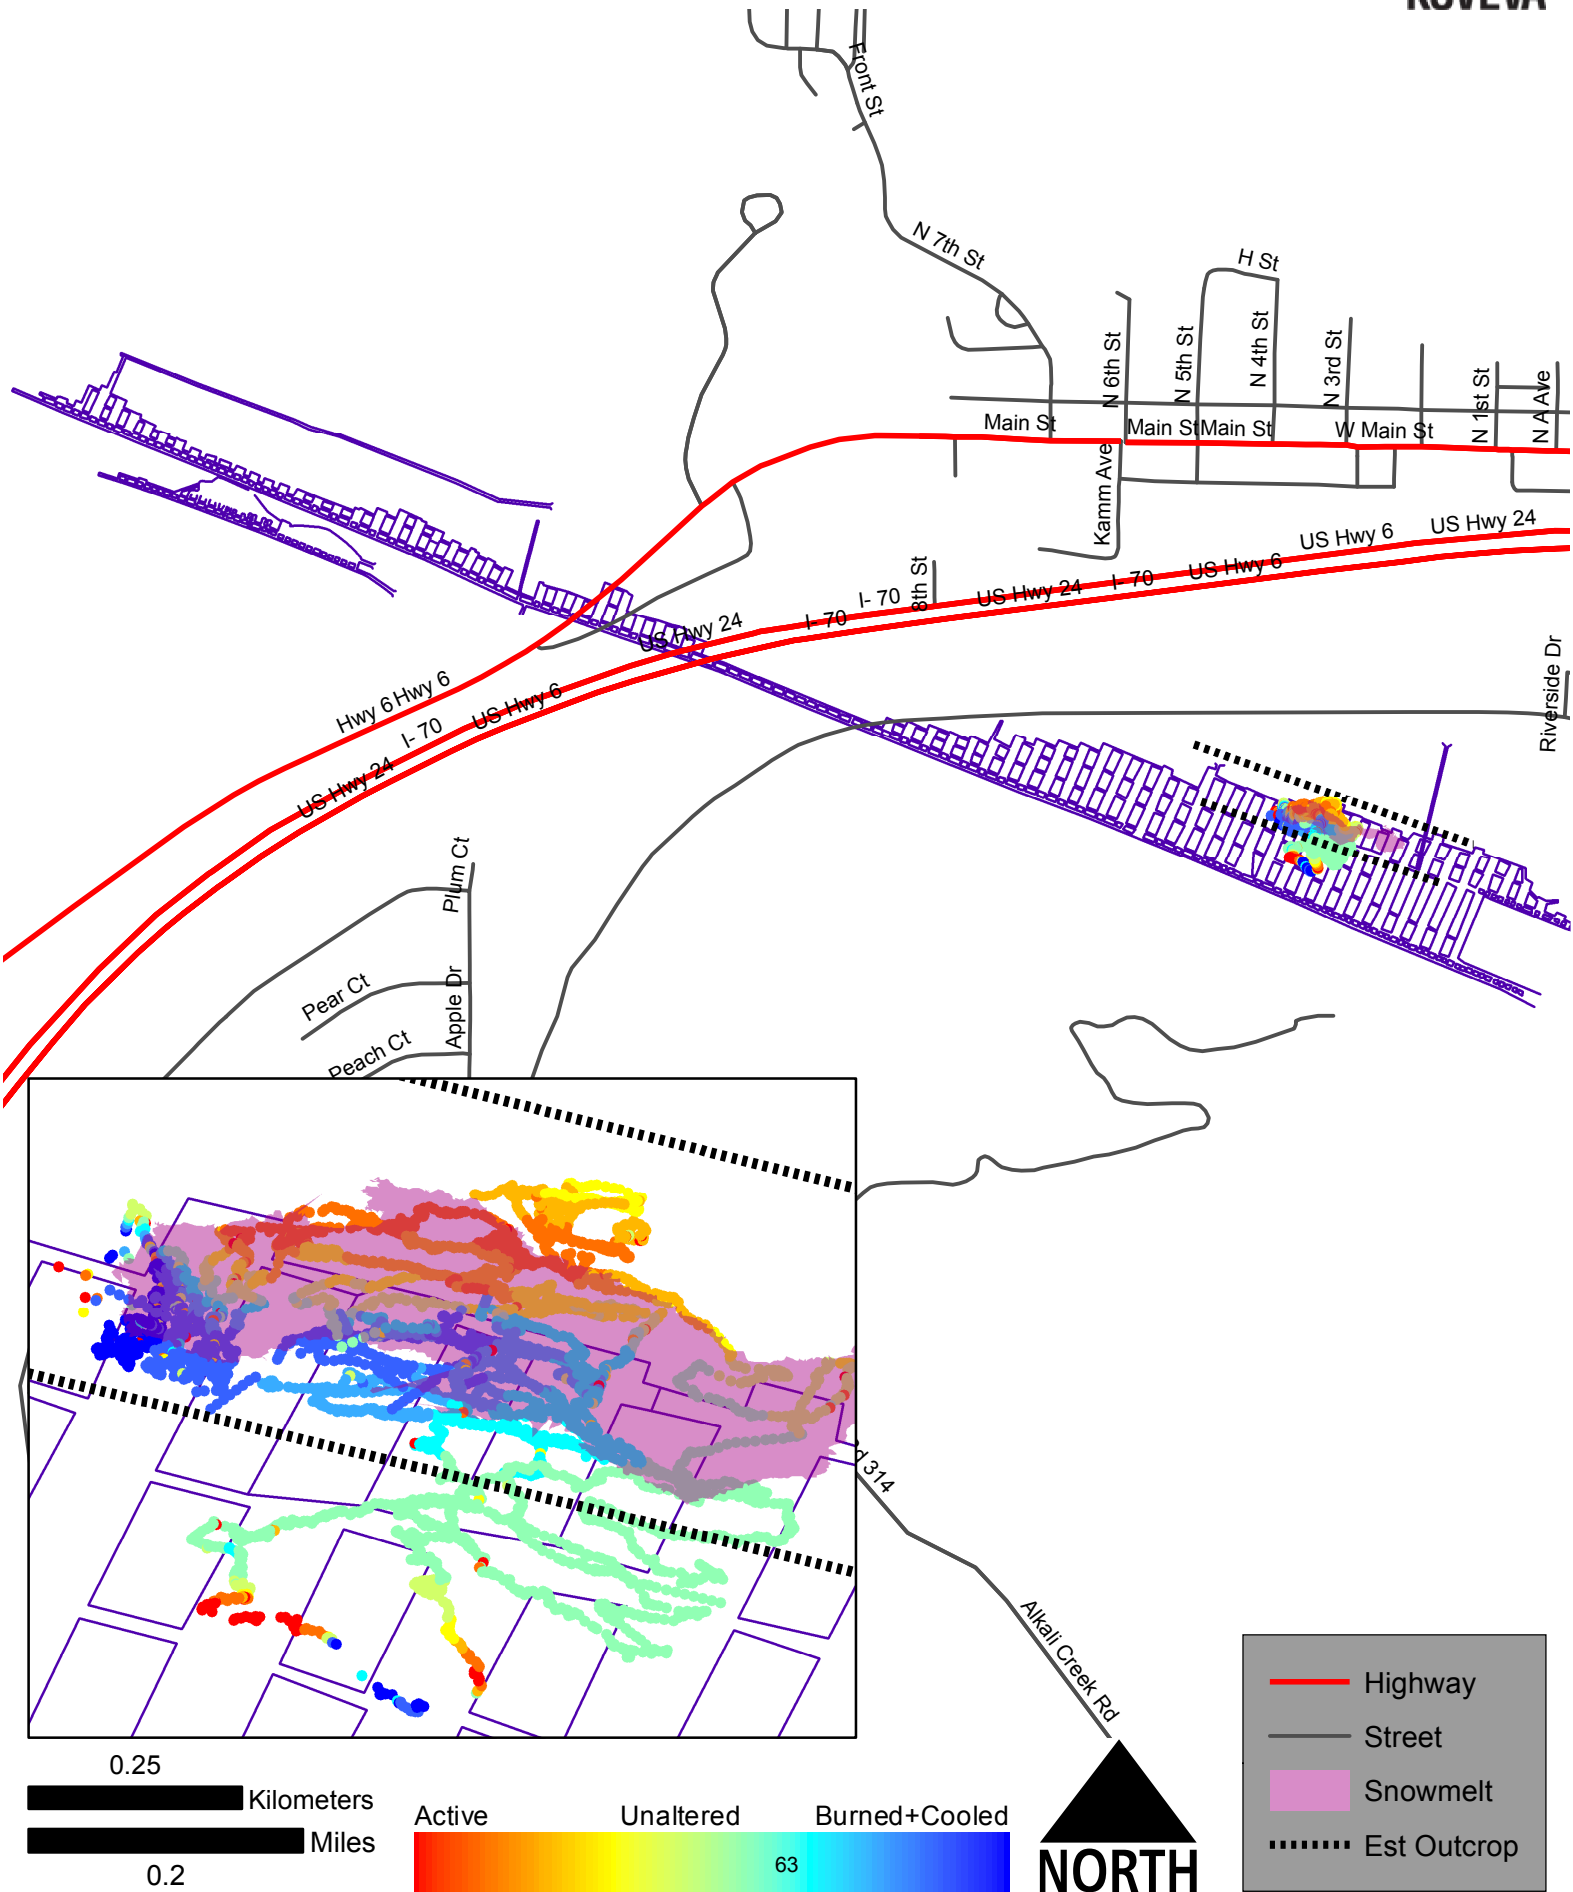 Front St
N 7th St
H St
N 6th St
N 5th St
N 4th St
N 3rd St
N 1st St
N A Ave
Main St
Main St
Main St
W Main St
Kamm Ave
8th St
US Hwy 24
US Hwy 6
US Hwy 6
I- 70
US Hwy 24
I- 70
I- 70
US Hwy 24
Riverside Dr
Hwy 6
Hwy 6
US Hwy 6
I- 70
US Hwy 24
Plum Ct
Pear Ct
Apple Dr
Peach Ct
314
Alkali Creek Rd
0.25
Kilometers
Miles
0.2
Active
Unaltered
Burned+Cooled
63
NORTH
Highway
Street
Snowmelt
Est Outcrop